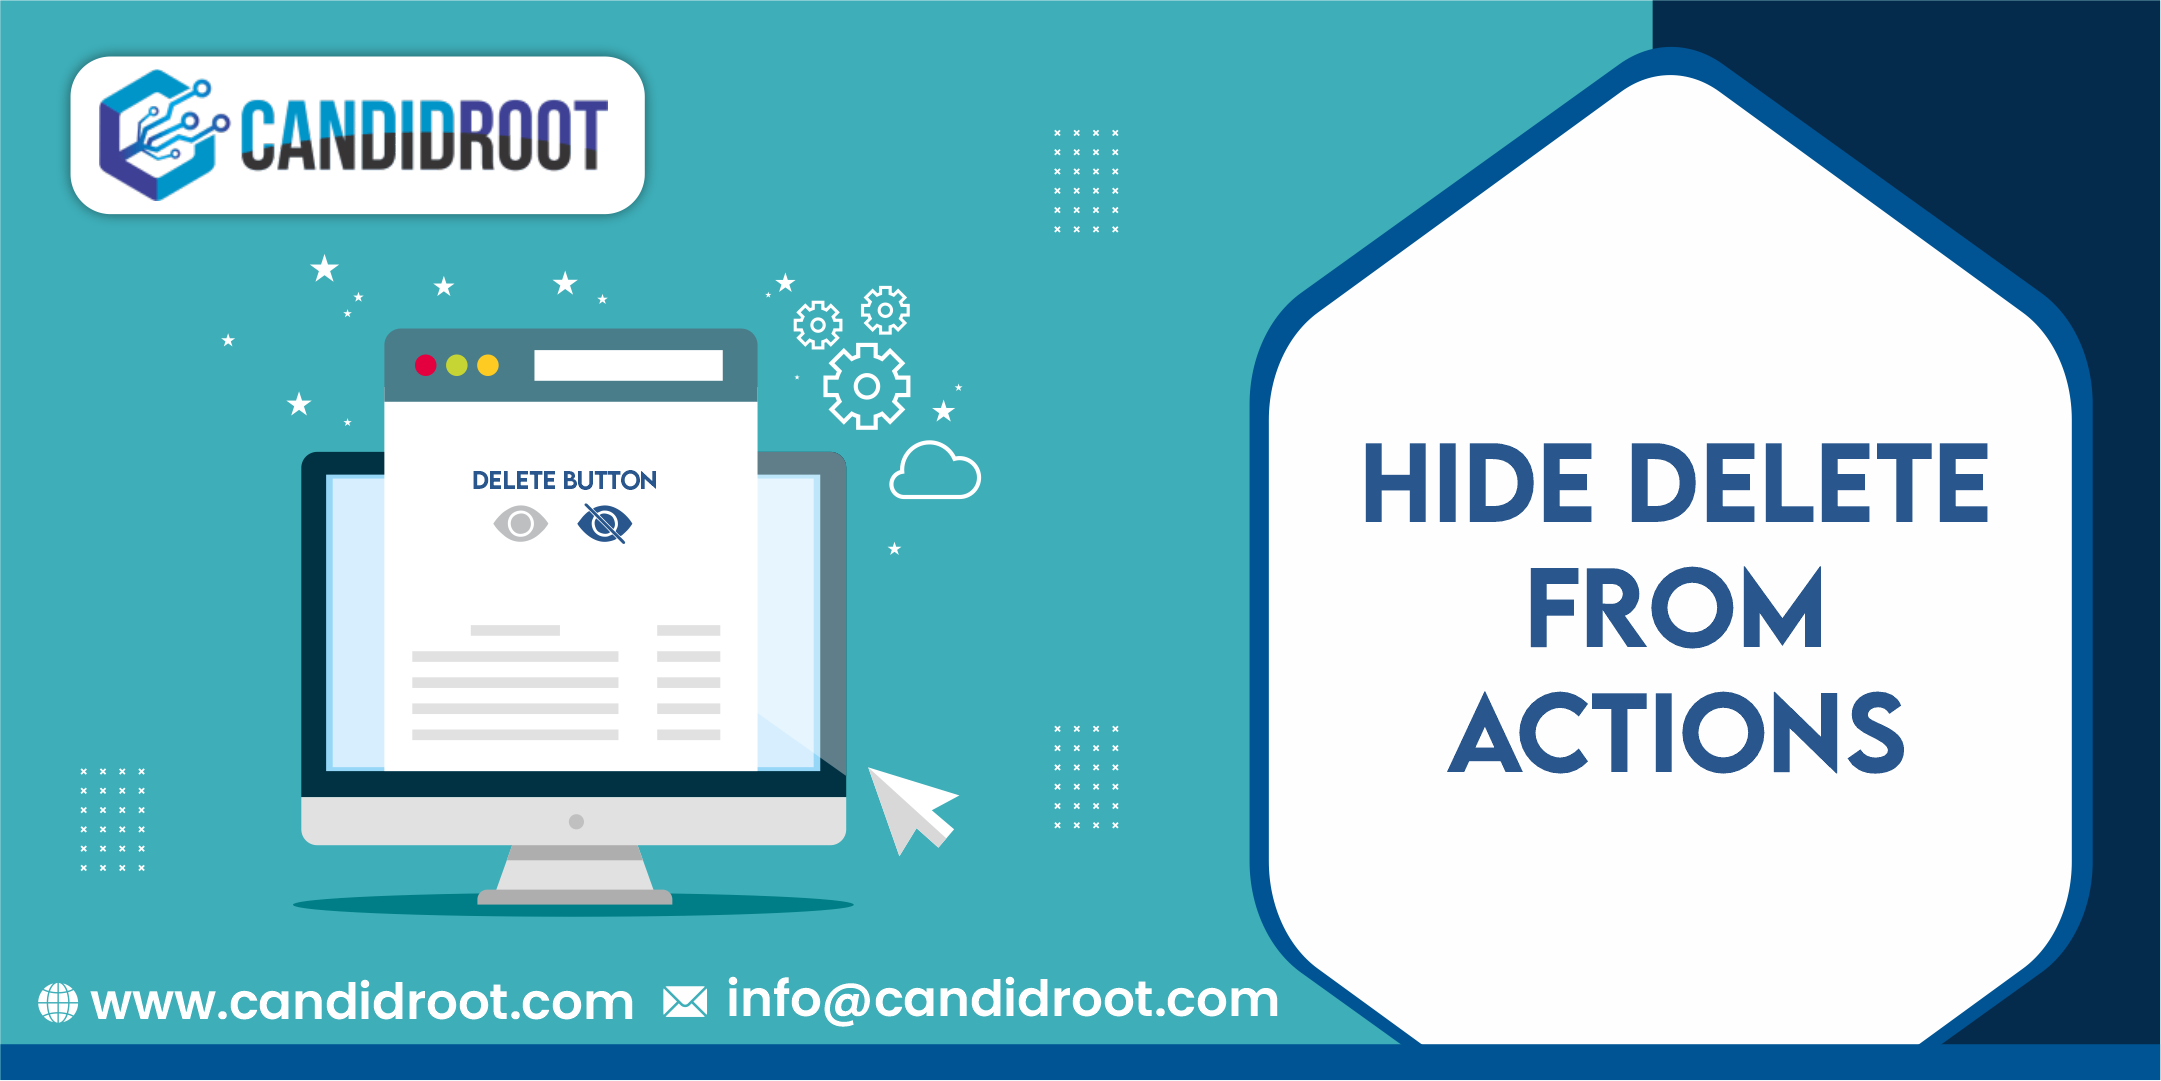 CANDIDROOT
DELETE BUTTON
HIDE DELETE
FROM
ACTIONS
www.candidroot.com
info@candidroot.com